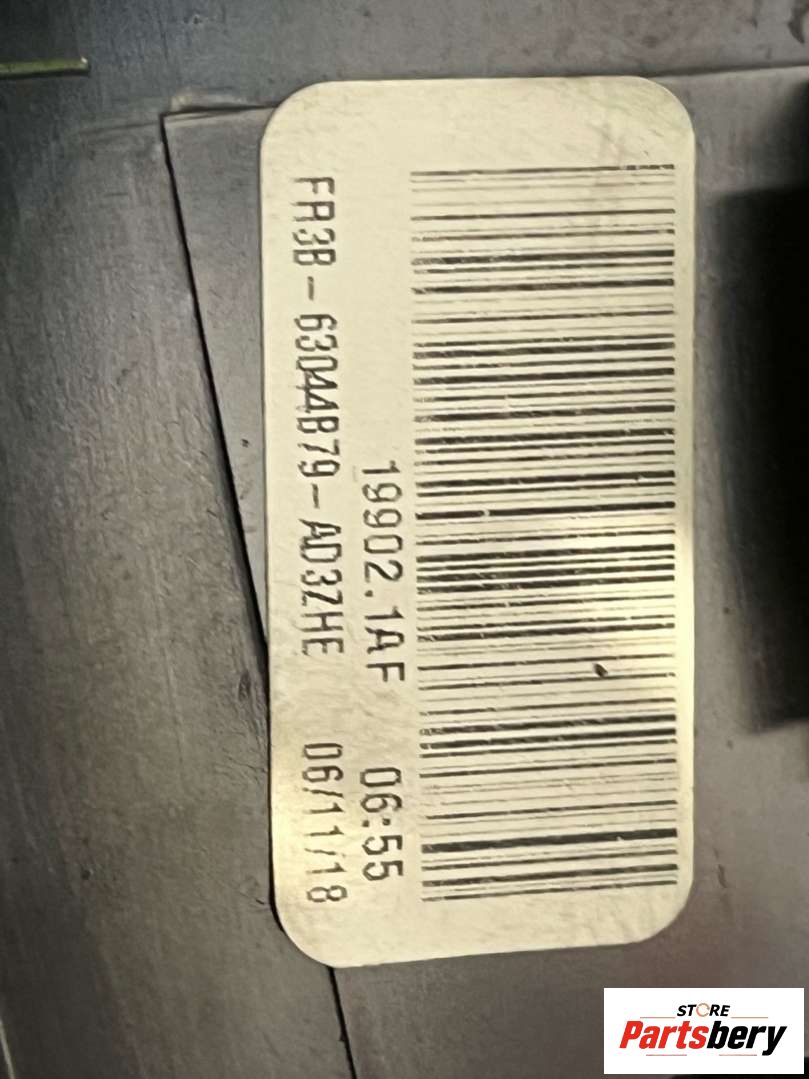 19902.1AF 06:55
FR3B-63044B79-AD3ZHE 06/11/18
STORE
Partsbery